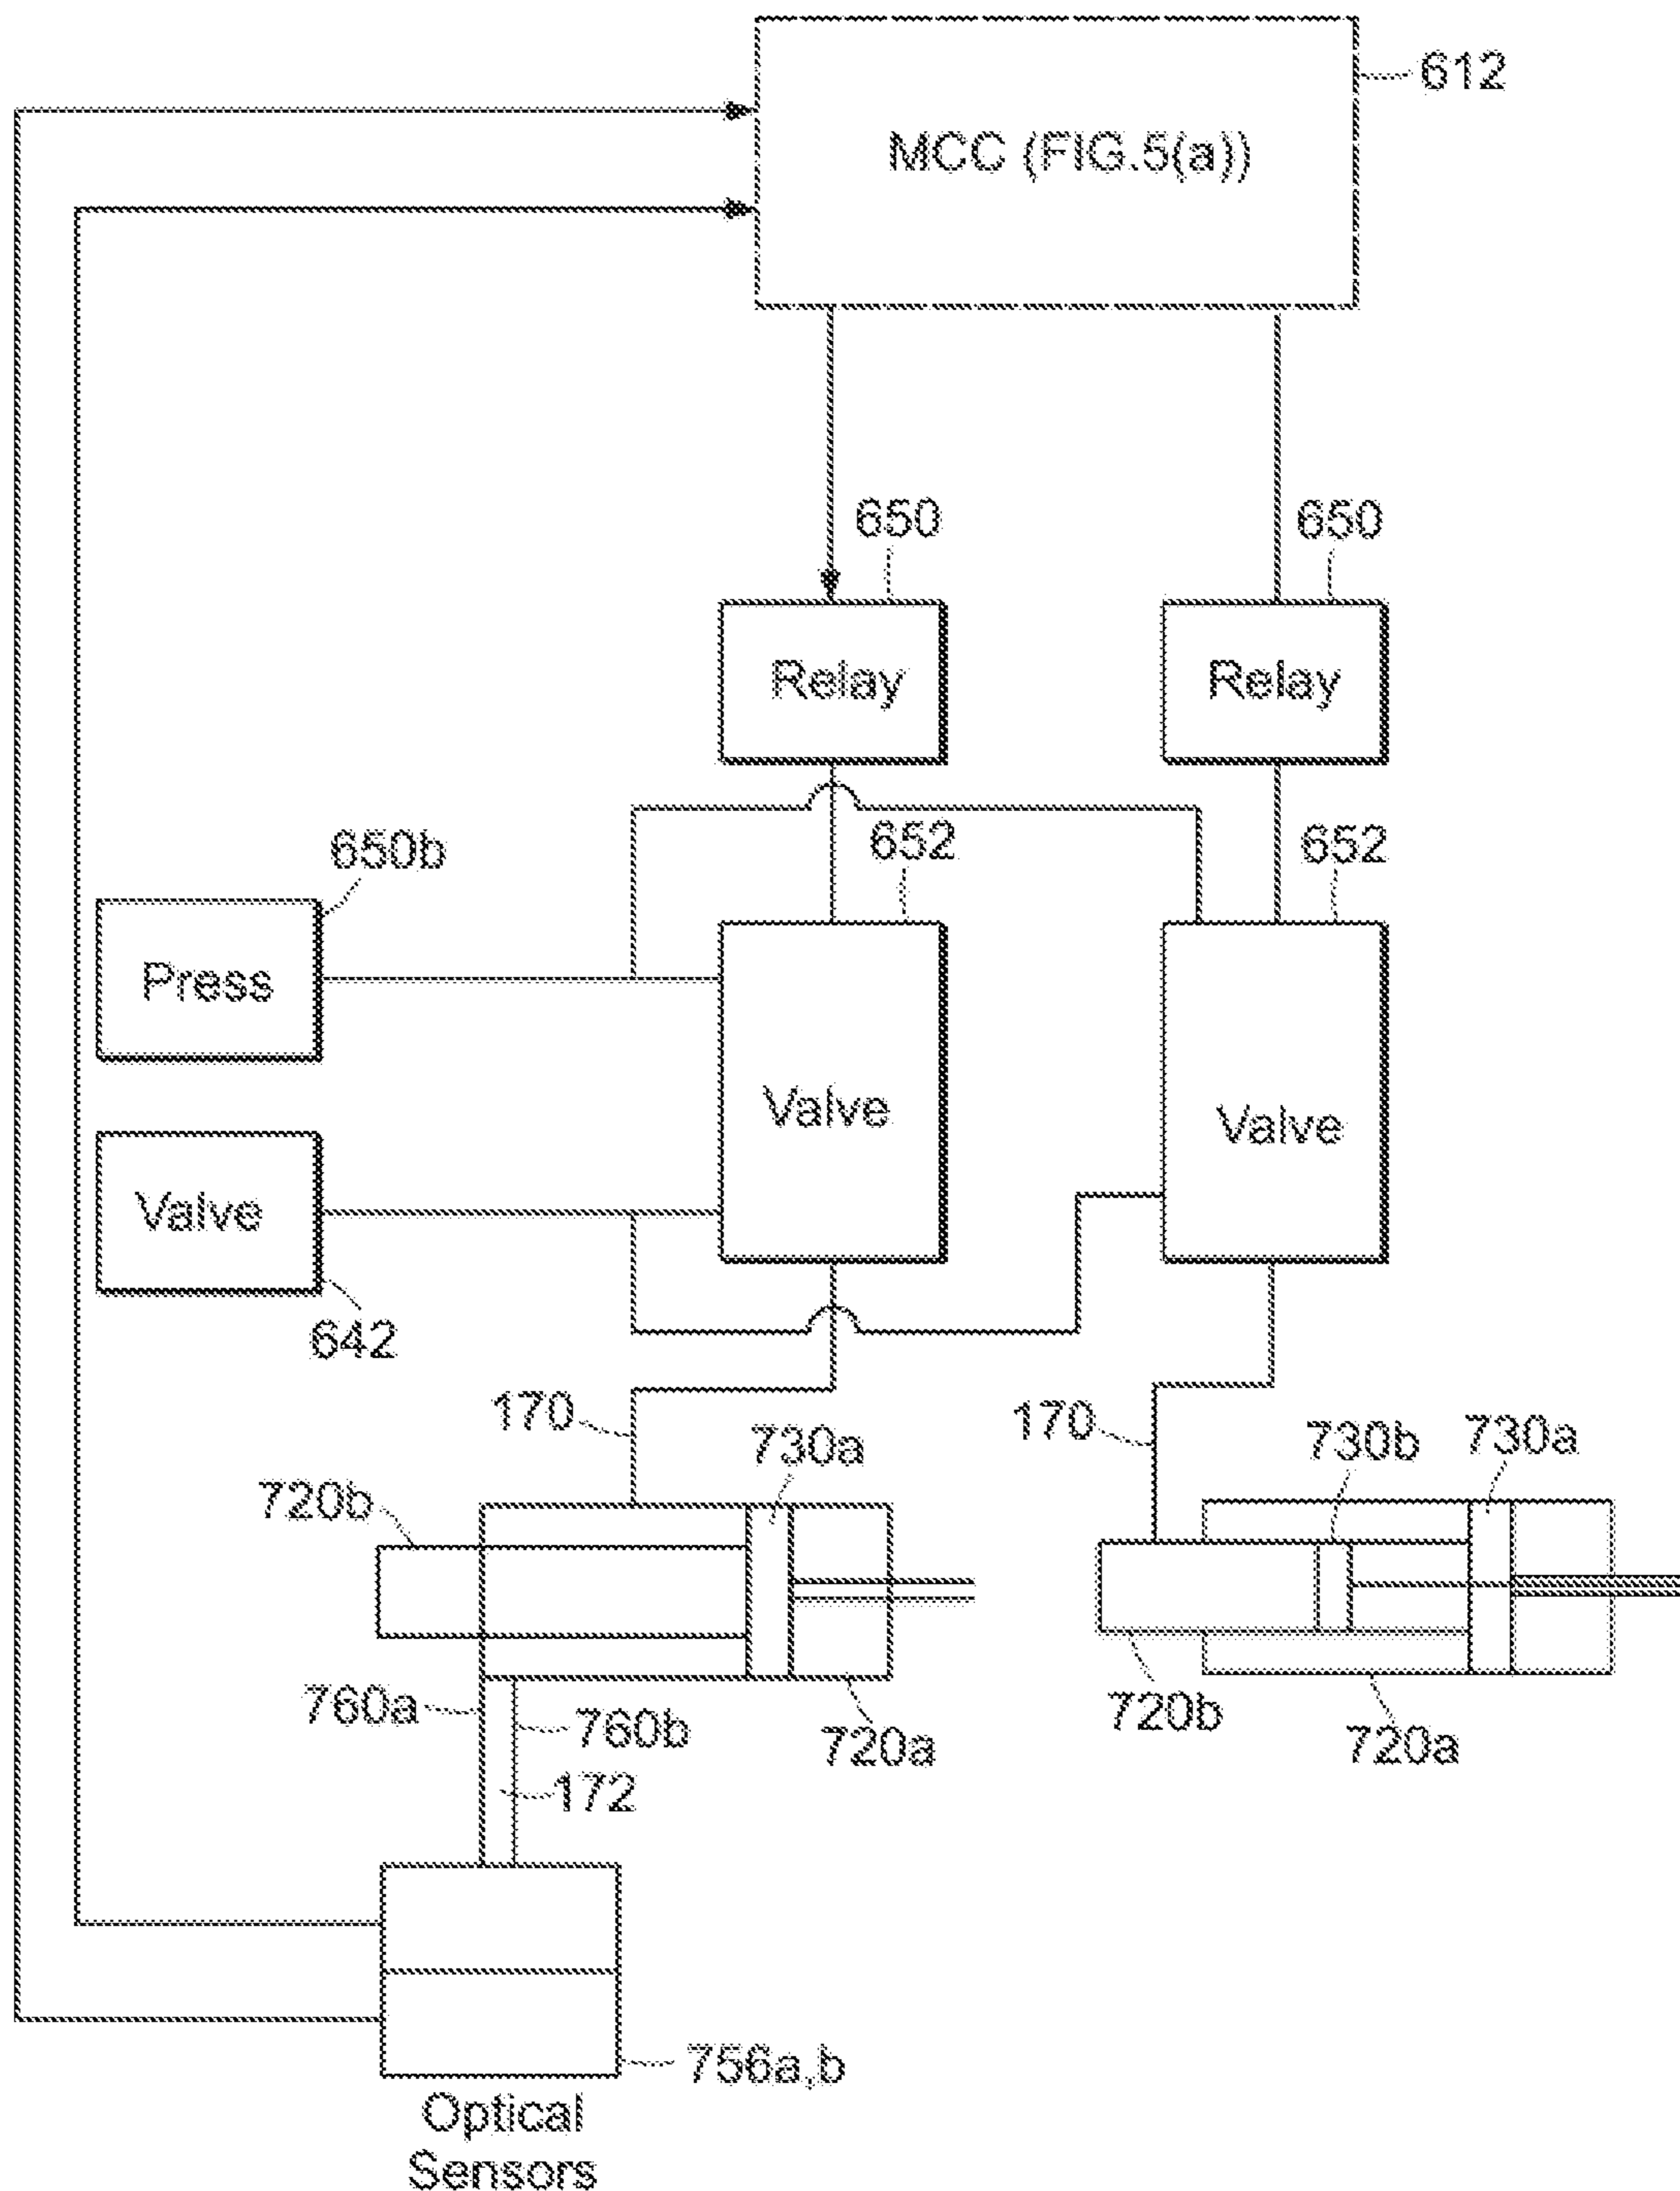 612
MCC (FIG.5(a))
650
650
Relay
Relay
650b
652
652
Press
Valve
Valve
Valve
642
170
170
730a
730b
730a
720b
760a
760b
720a
720b
720a
172
756a,b
Optical
Sensors